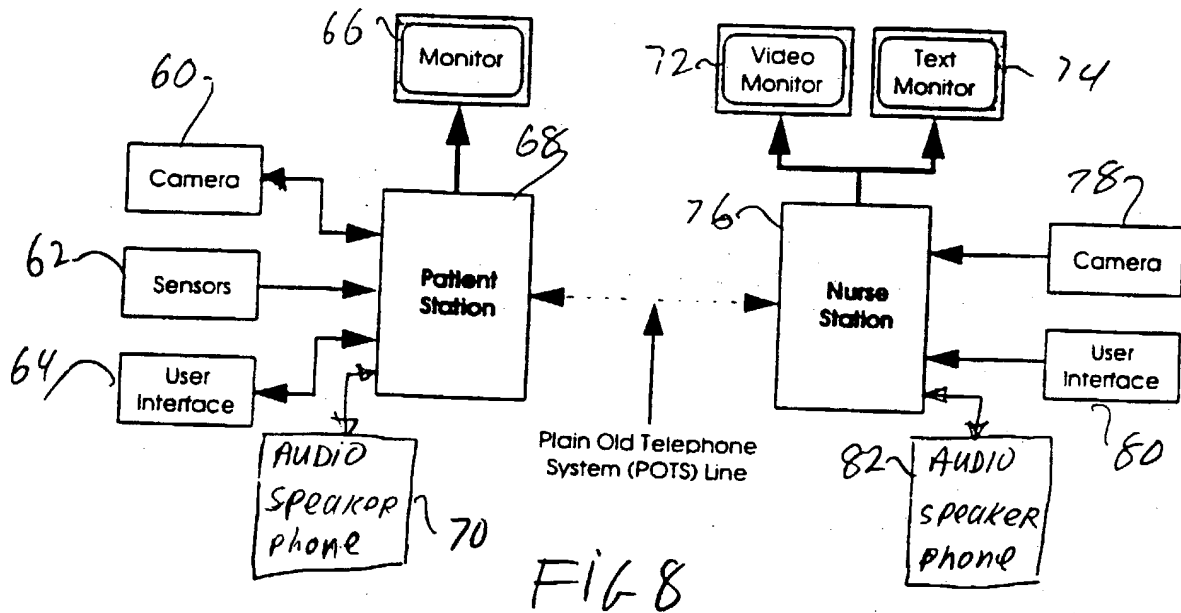 66
Monitor
72
Video
Monitor
Text
Monitor
74
60
Camera
68
62
Sensors
Patient
Station
76
Nurse
Station
78
Camera
64
User
Interface
User
Interface
80
Plain Old Telephone
System (POTS) Line
AUDIO
speaker
phone
70
82
AUDIO
speaker
phone
FIG 8